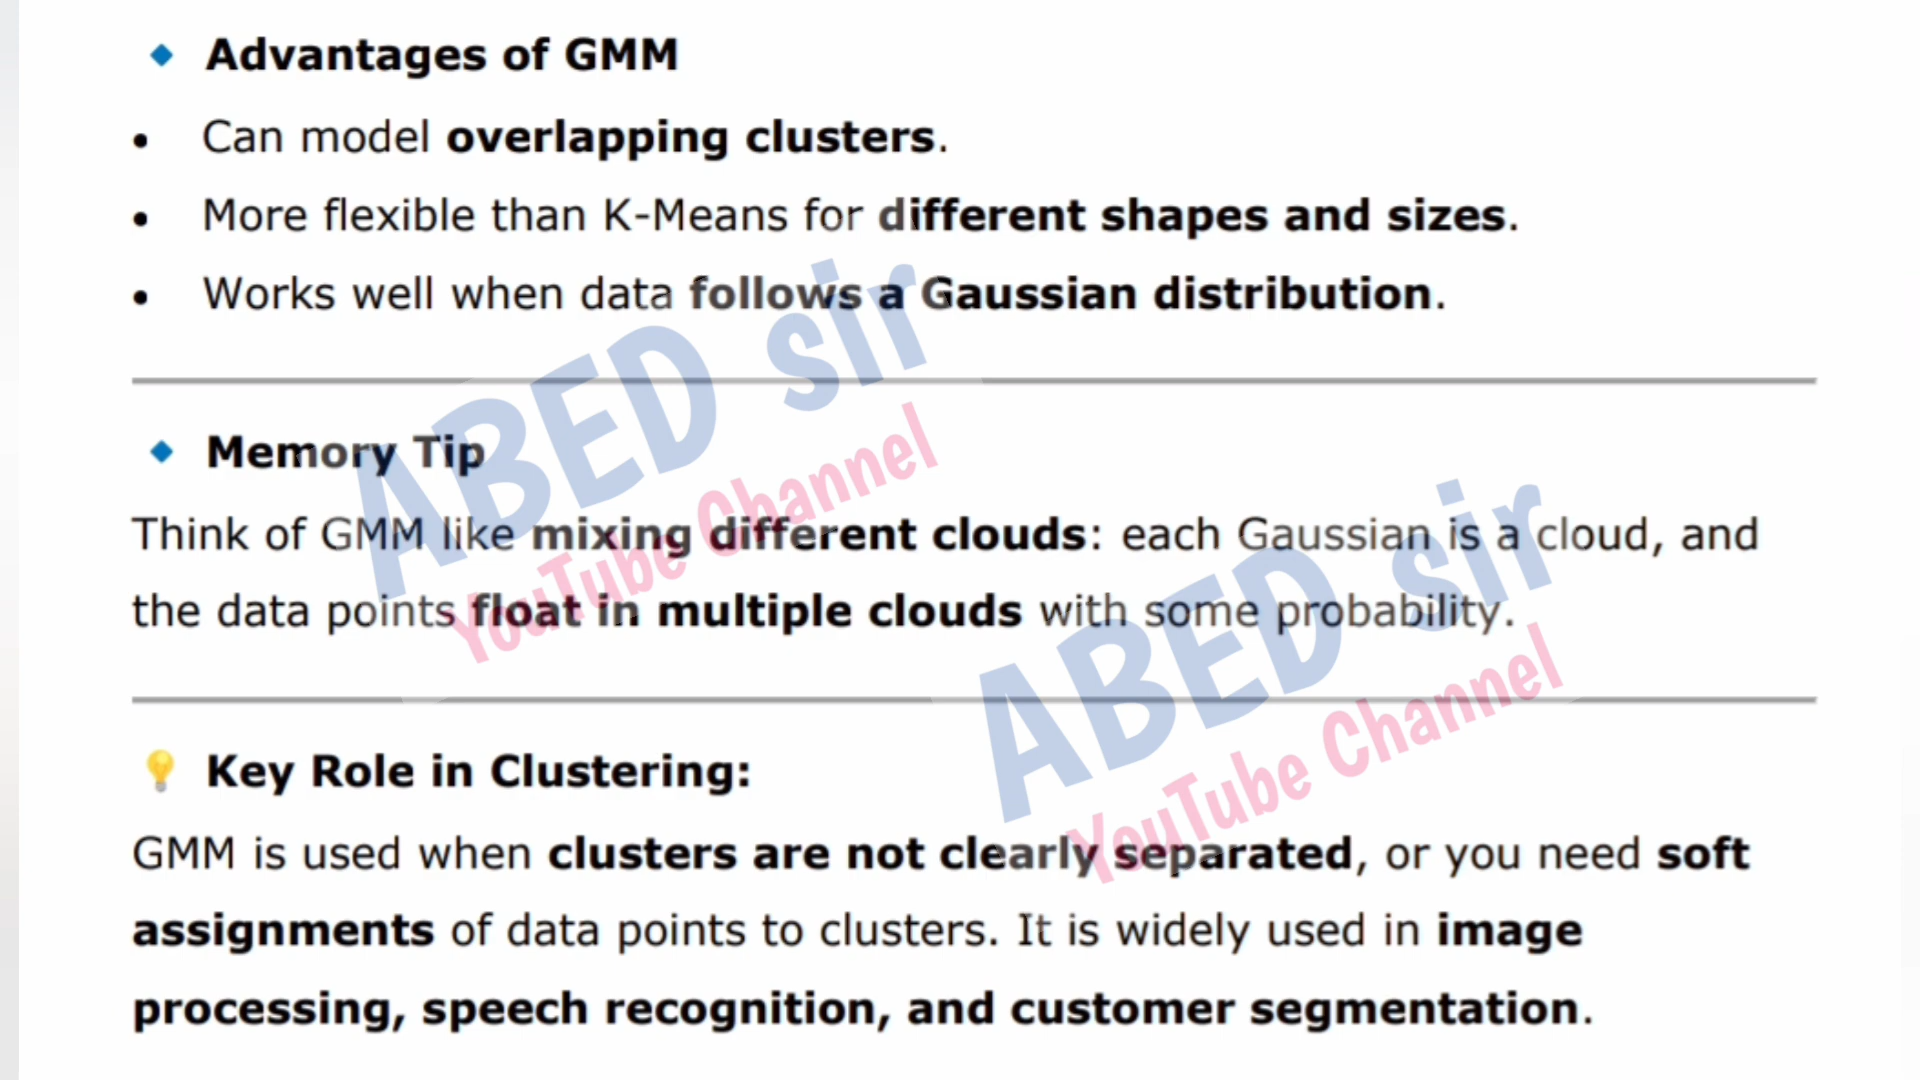 Advantages of GMM
• Can model overlapping clusters.
• More flexible than K-Means for different shapes and sizes.
• Works well when data follows a Gaussian distribution.
Memory Tip
Think of GMM like mixing different clouds: each Gaussian is a cloud, and
the data points float in multiple clouds with some probability.
Key Role in Clustering:
GMM is used when clusters are not clearly separated, or you need soft
assignments of data points to clusters. It is widely used in image
processing, speech recognition, and customer segmentation.
ABED sir
YouTube Channel
ABED sir
YouTube Channel